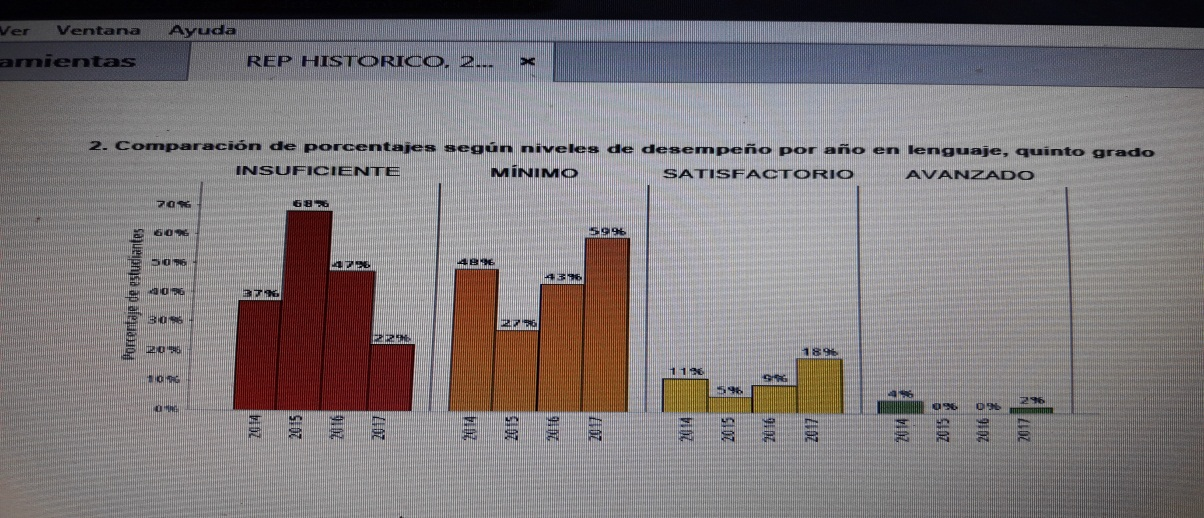 Ver Ventana Ayuda
amientas REP HISTORICO, 2... ×
2. Comparación de porcentajes según niveles de desempeño por año en lenguaje, quinto grado
INSUFICIENTE MÍNIMO SATISFACTORIO AVANZADO
Porcentaje de estudiantes
70%
60%
50%
40%
30%
20%
10%
0%
37% 68% 47% 22%
48% 27% 43% 59%
11% 5% 9% 18%
4% 0% 0% 2%
2014 2015 2016 2017
2014 2015 2016 2017
2014 2015 2016 2017
2014 2015 2016 2017